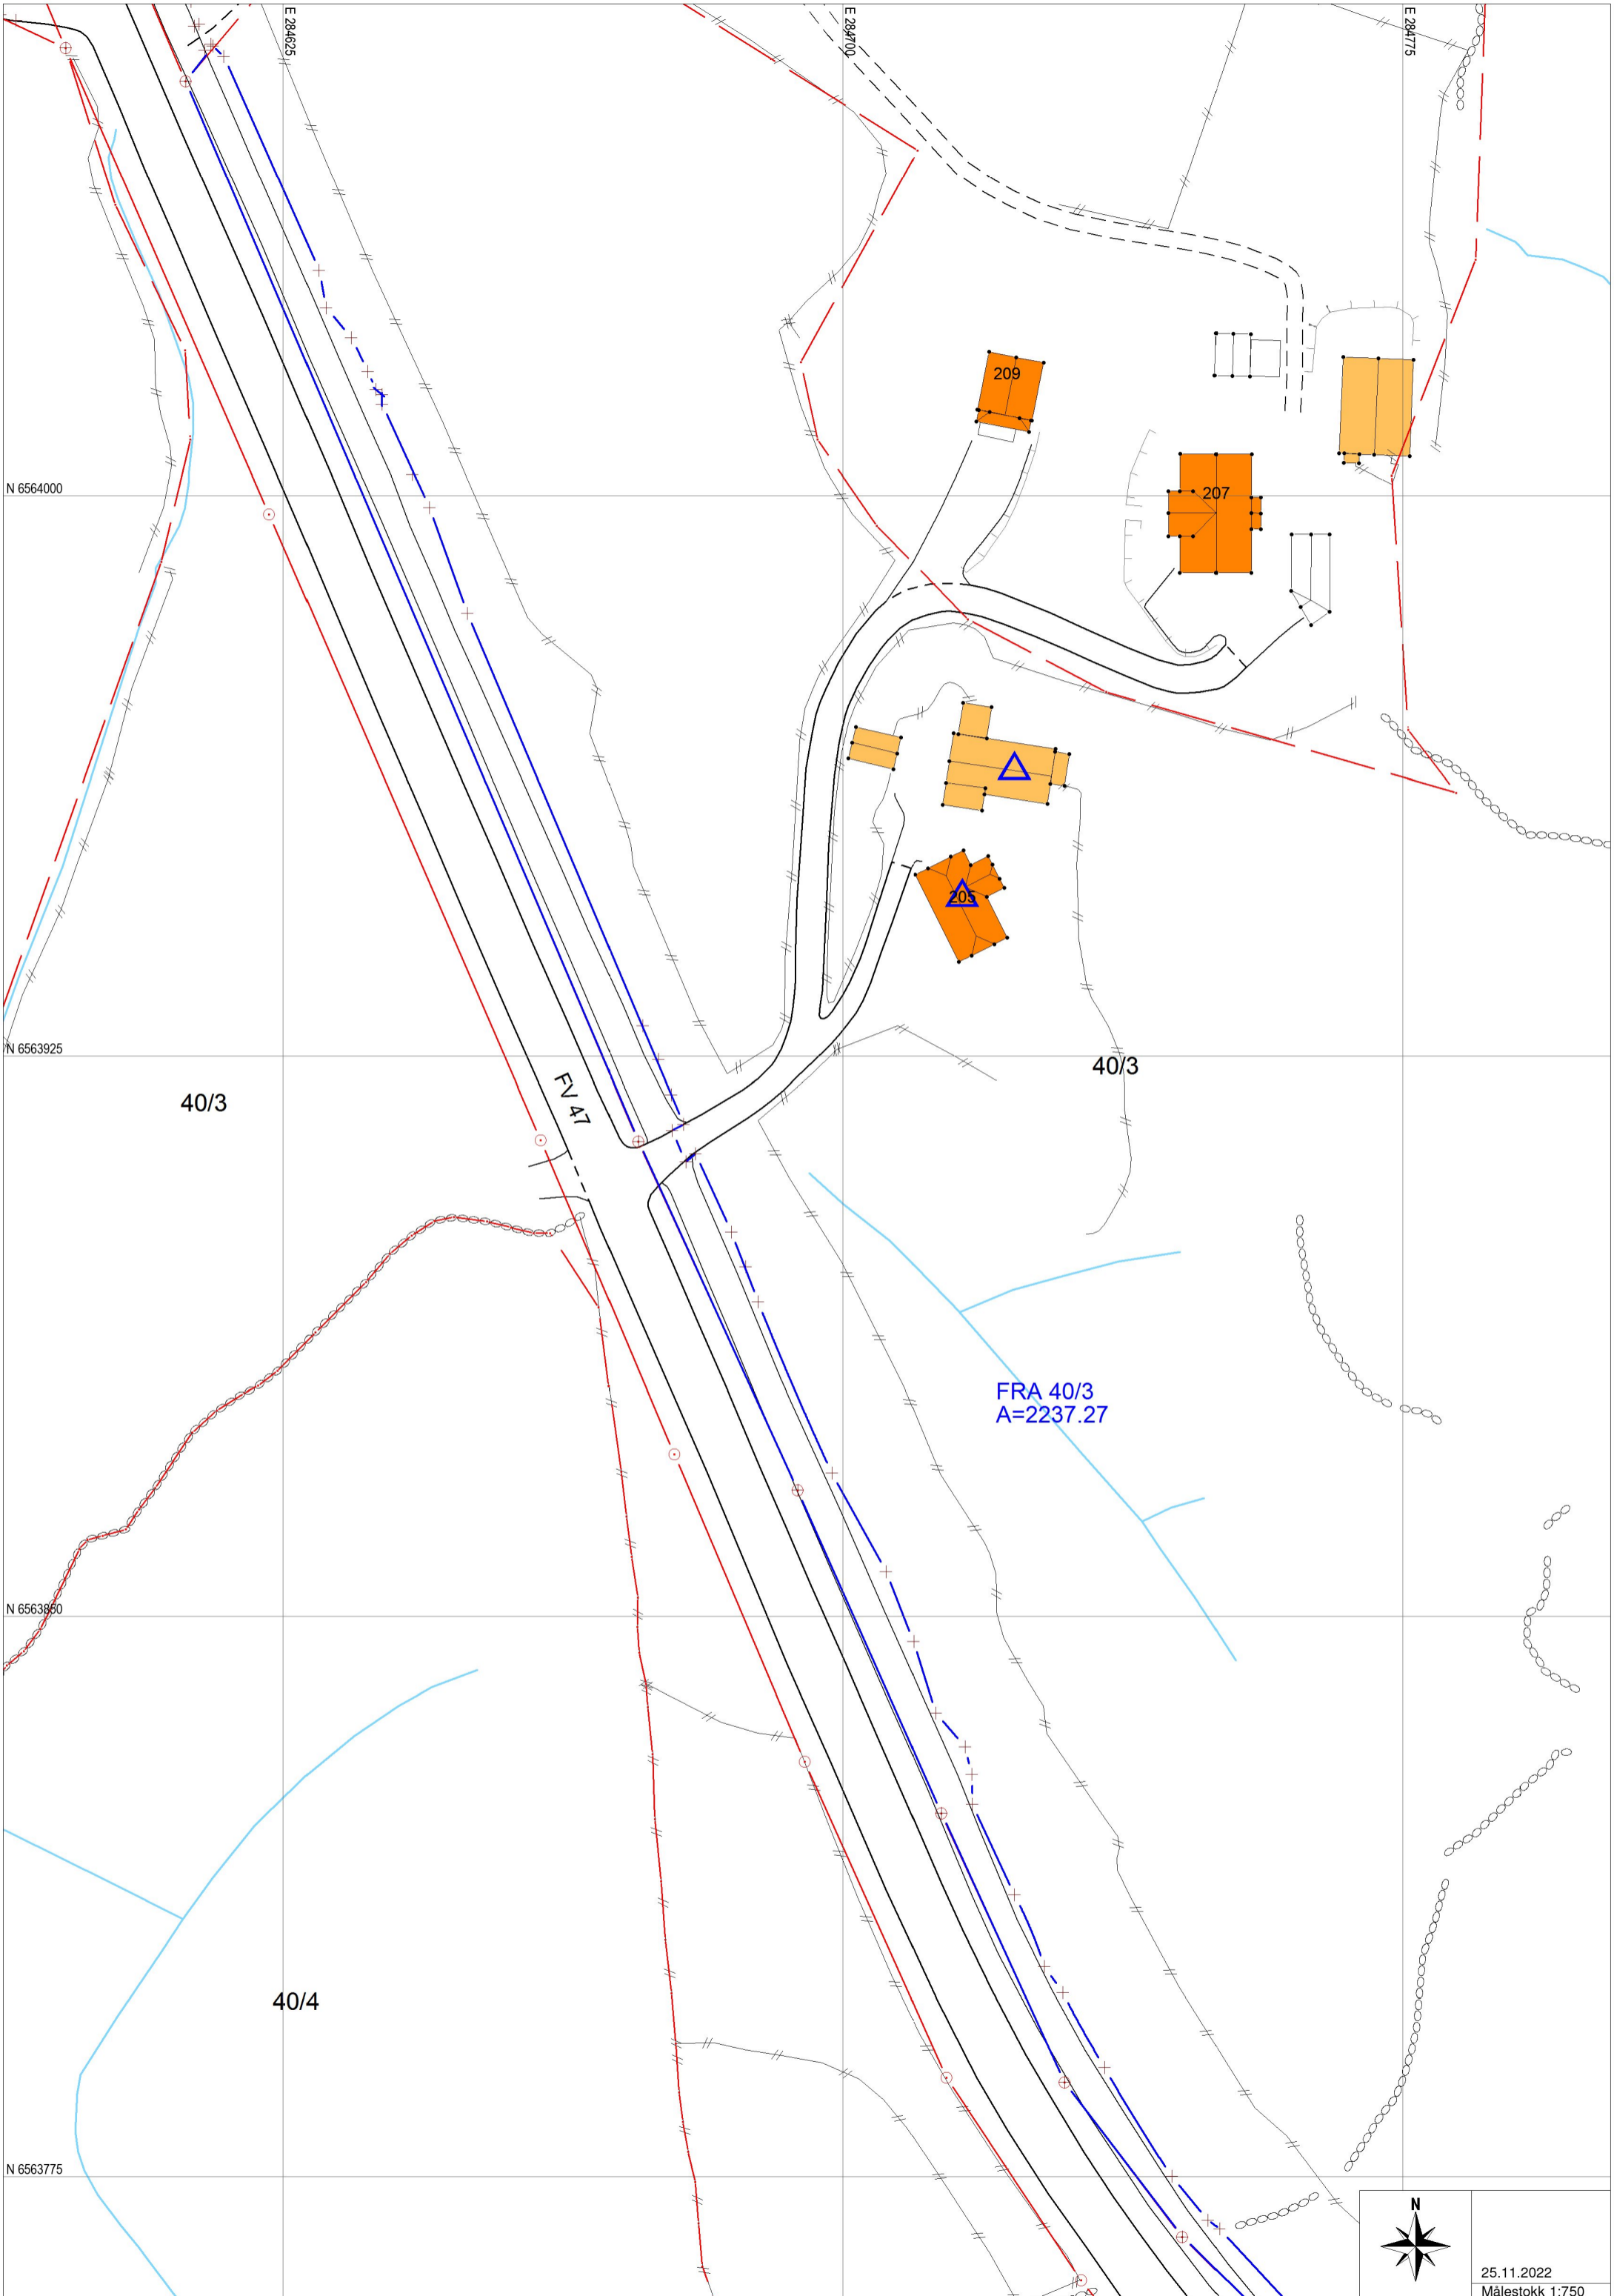 E 284625
E 284700
E 284775
209
N 6564000
207
205
N 6563925
40/3
40/3
FV 47
FRA 40/3
A=2237.27
N 6563850
40/4
N 6563775
N
25.11.2022
Målestokk 1:750